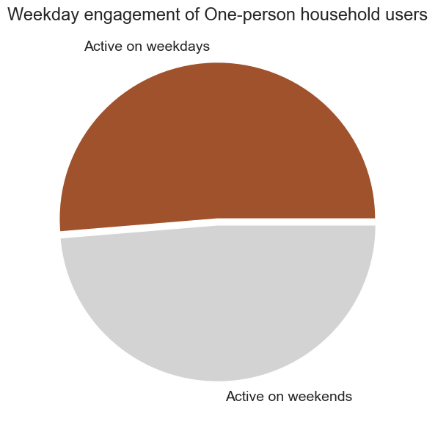 Weekday engagement of One-person household users
Active on weekdays
Active on weekends